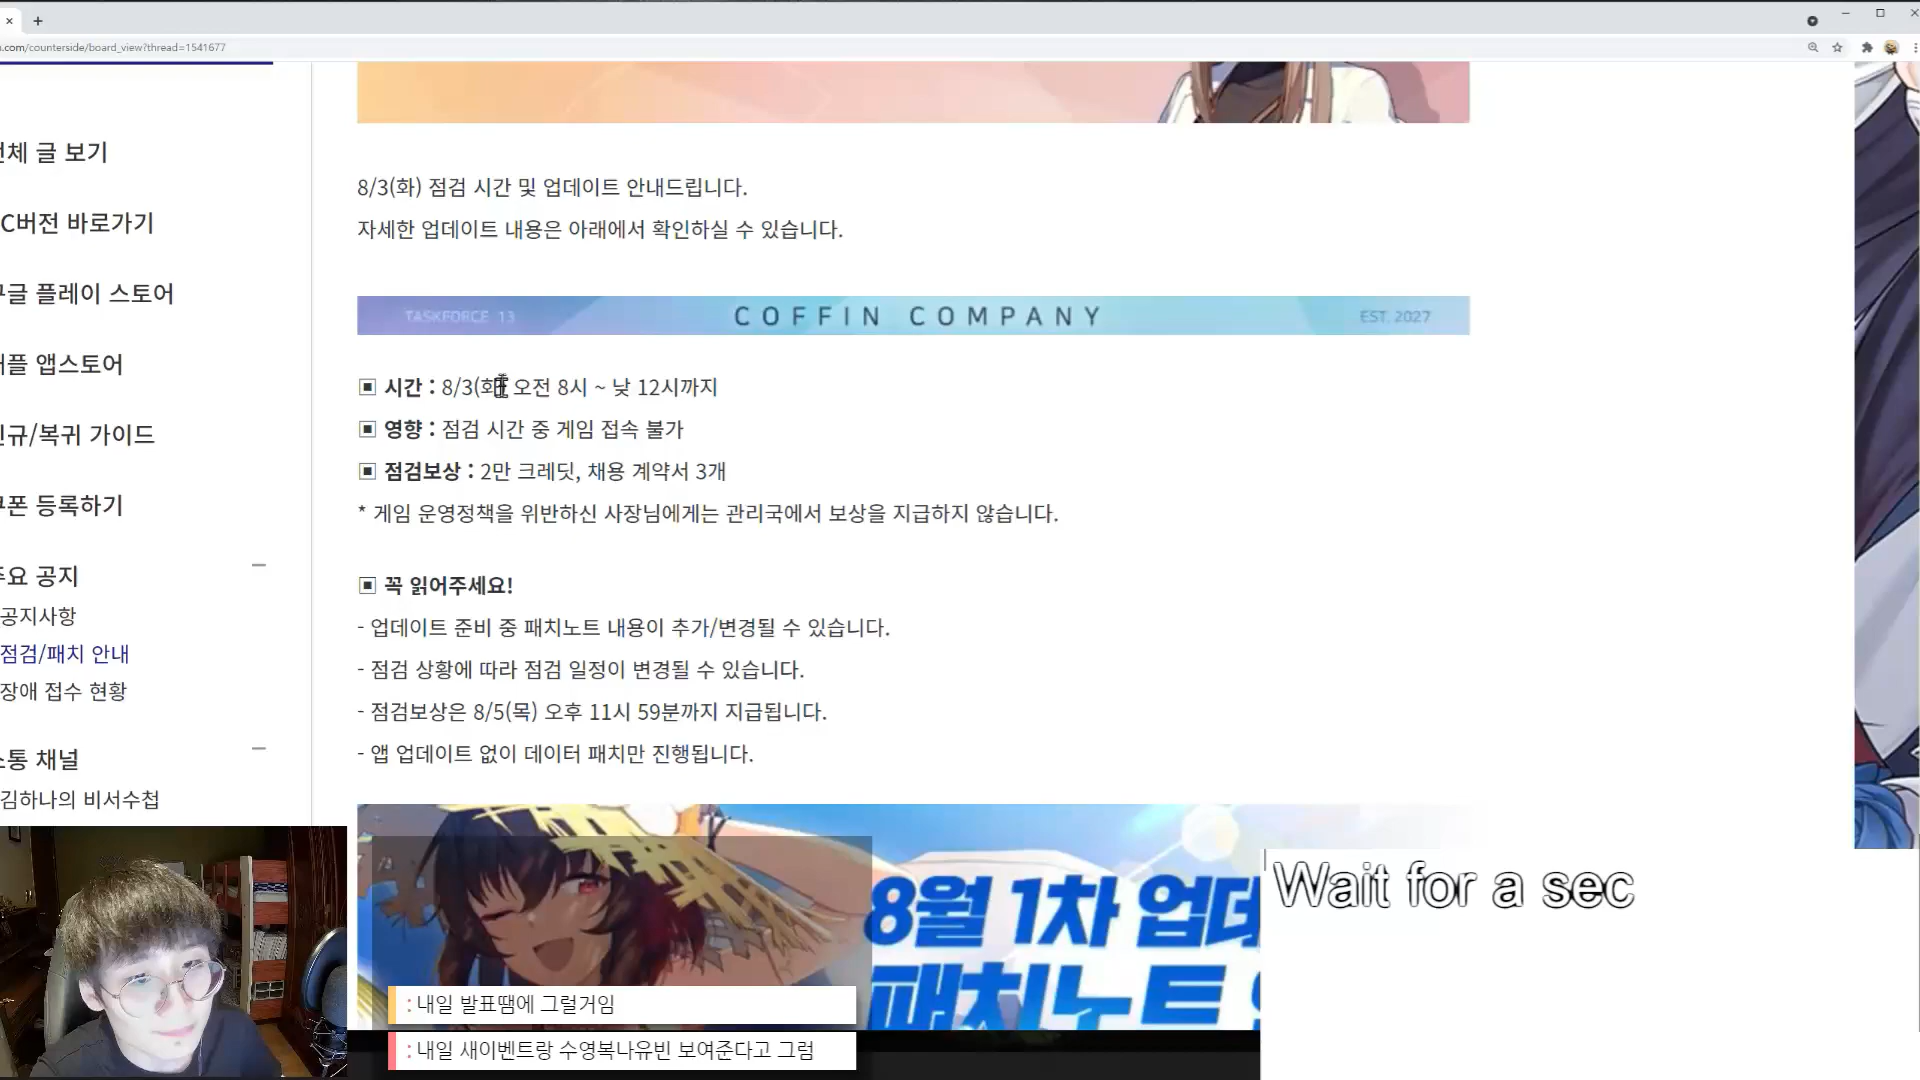 .com/counterside/board_view?thread=1541677
글 보기
C버전 바로가기
플레이 스토어
앱스토어
가이드
등록하기
공지
공지사항
점검/패치 안내
장애 접수 현황
채널
김하나의 비서수첩
8/3(화) 점검 시간 및 업데이트 안내드립니다.
자세한 업데이트 내용은 아래에서 확인하실 수 있습니다.
TASKFORCE 13
COFFIN COMPANY
EST. 2027
▣ 시간 : 8/3(화) 오전 8시 ~ 낮 12시까지
▣ 영향 : 점검 시간 중 게임 접속 불가
▣ 점검보상 : 2만 크레딧, 채용 계약서 3개
* 게임 운영정책을 위반하신 사장님에게는 관리국에서 보상을 지급하지 않습니다.
▣ 꼭 읽어주세요!
- 업데이트 준비 중 패치노트 내용이 추가/변경될 수 있습니다.
- 점검 상황에 따라 점검 일정이 변경될 수 있습니다.
- 점검보상은 8/5(목) 오후 11시 59분까지 지급됩니다.
- 앱 업데이트 없이 데이터 패치만 진행됩니다.
8월 1차 업데
패치노트
Wait for a sec
: 내일 발표땜에 그럴거임
: 내일 새이벤트랑 수영복나유빈 보여준다고 그럼